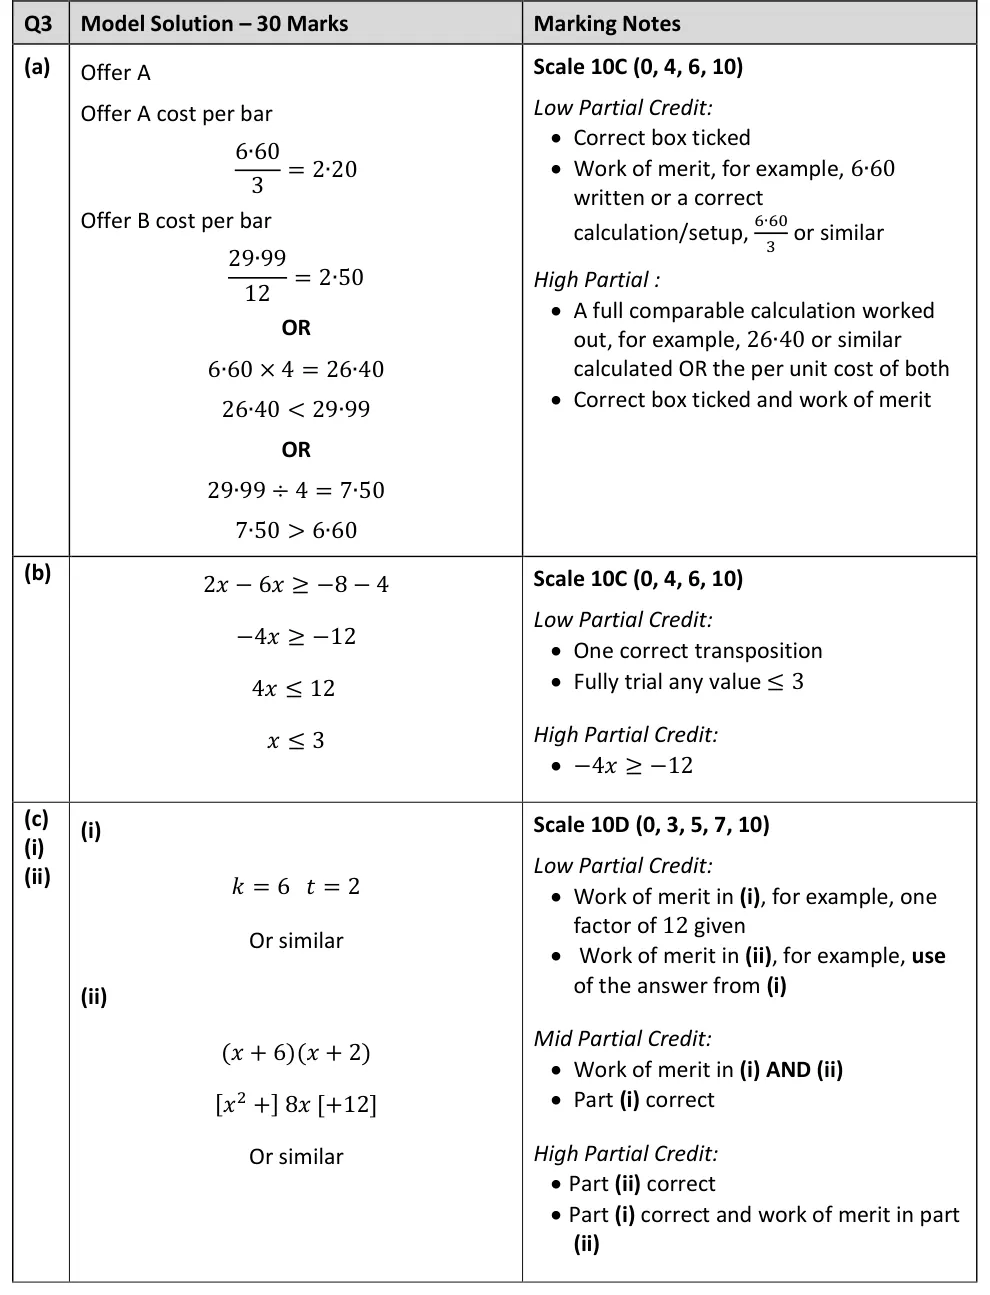 Q3 Model Solution – 30 Marks Marking Notes
(a)
Offer A
Offer A cost per bar
6·60
3
= 2·20
Offer B cost per bar
29·99
12
= 2·50
OR
6·60 × 4 = 26·40
26·40 < 29·99
OR
29·99 ÷ 4 = 7·50
7·50 > 6·60
Scale 10C (0, 4, 6, 10)
Low Partial Credit:
• Correct box ticked
• Work of merit, for example, 6·60
written or a correct
calculation/setup, 6·60/3 or similar
High Partial :
• A full comparable calculation worked
out, for example, 26·40 or similar
calculated OR the per unit cost of both
• Correct box ticked and work of merit
(b)
2x − 6x ≥ −8 − 4
−4x ≥ −12
4x ≤ 12
x ≤ 3
Scale 10C (0, 4, 6, 10)
Low Partial Credit:
• One correct transposition
• Fully trial any value ≤ 3
High Partial Credit:
• −4x ≥ −12
(c)
(i)
(ii)
(i)
k = 6 t = 2
Or similar
(ii)
(x + 6)(x + 2)
[x² +] 8x [+12]
Or similar
Scale 10D (0, 3, 5, 7, 10)
Low Partial Credit:
• Work of merit in (i), for example, one
factor of 12 given
• Work of merit in (ii), for example, use
of the answer from (i)
Mid Partial Credit:
• Work of merit in (i) AND (ii)
• Part (i) correct
High Partial Credit:
• Part (ii) correct
• Part (i) correct and work of merit in part
(ii)